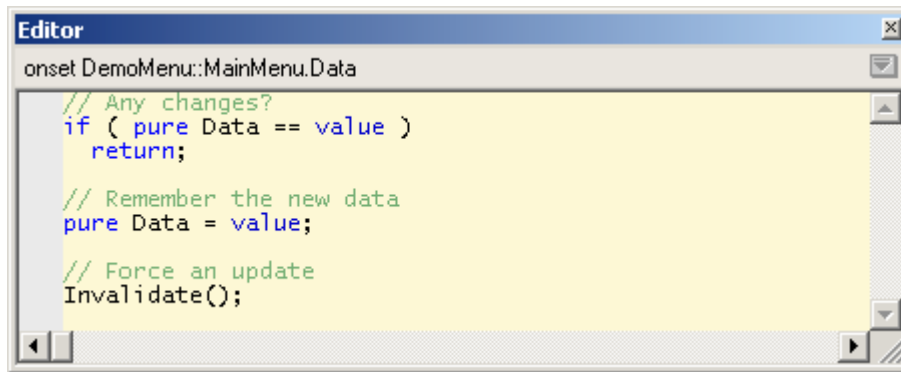 Editor
onset DemoMenu::MainMenu.Data
// Any changes?
if ( pure Data == value )
return;
// Remember the new data
pure Data = value;
// Force an update
Invalidate();